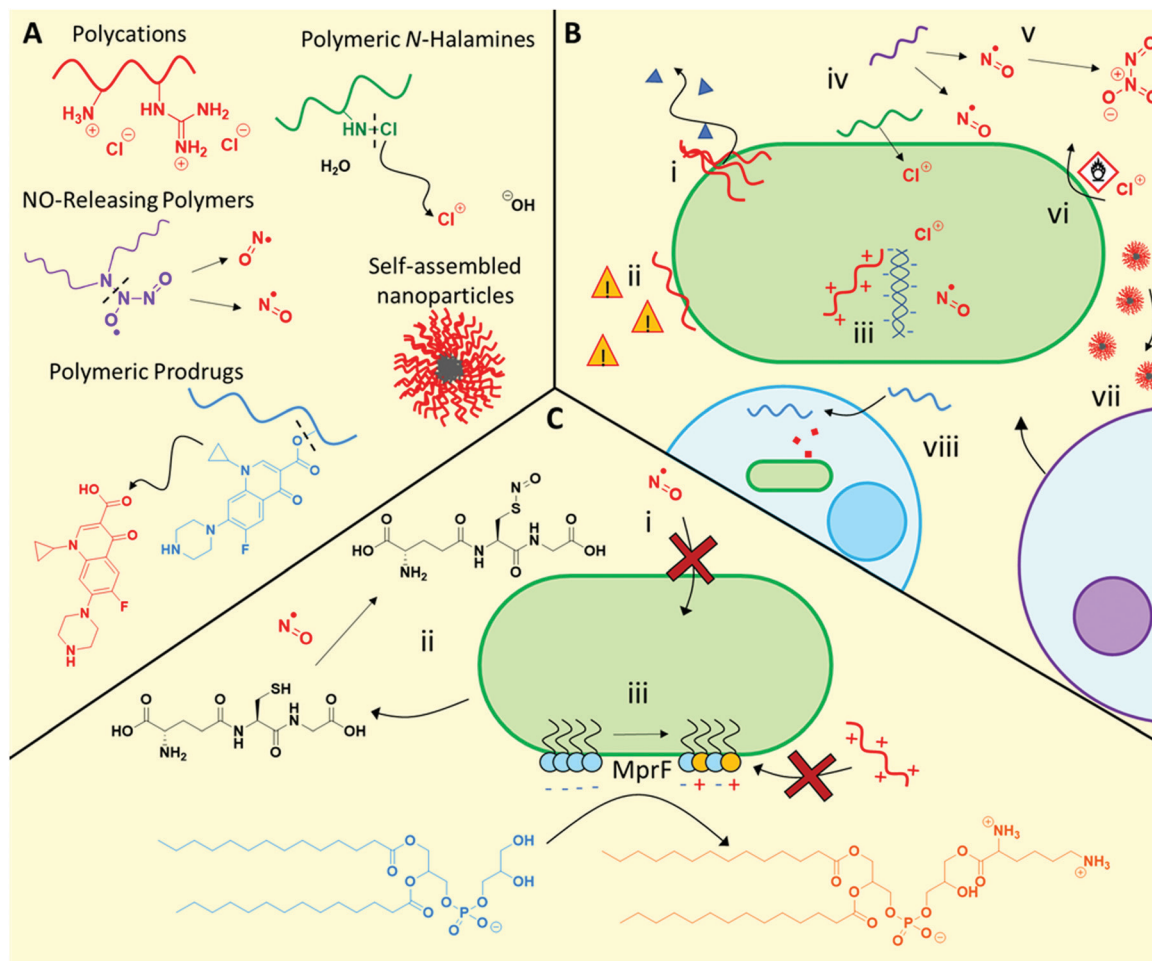 A
Polycations
H₃N
⊕
Cl
⊖
HN
NH₂
NH₂
⊕
Cl
⊖
Polymeric N-Halamines
HN
Cl
H₂O
Cl
⊕
⊖
OH
NO-Releasing Polymers
N
N
N
O
O
O
N
N
O
Self-assembled
nanoparticles
Polymeric Prodrugs
O
O
O
N
N
HN
F
HO
O
O
N
F
N
N
H
B
i
ii
! ! !
iii
+ + + +
- - - - - - - -
iv
v
N
O
N
O
O
N
N
O
⊕
⊖
Cl
⊕
Cl
⊕
N
O
vi
Cl
⊕
vii
viii
C
N
O
i
O
N
S
HO
O
NH₂
O
N
H
O
H
N
O
OH
N
O
ii
SH
HO
O
NH₂
O
N
H
O
H
N
O
OH
iii
MprF
- - - -
- + - +
+ + + +
O
O
O
O
O
P
O
O
O
⊖
OH
OH
O
O
O
O
O
P
O
O
O
⊖
O
OH
O
⊕
NH₃
NH₃
⊕